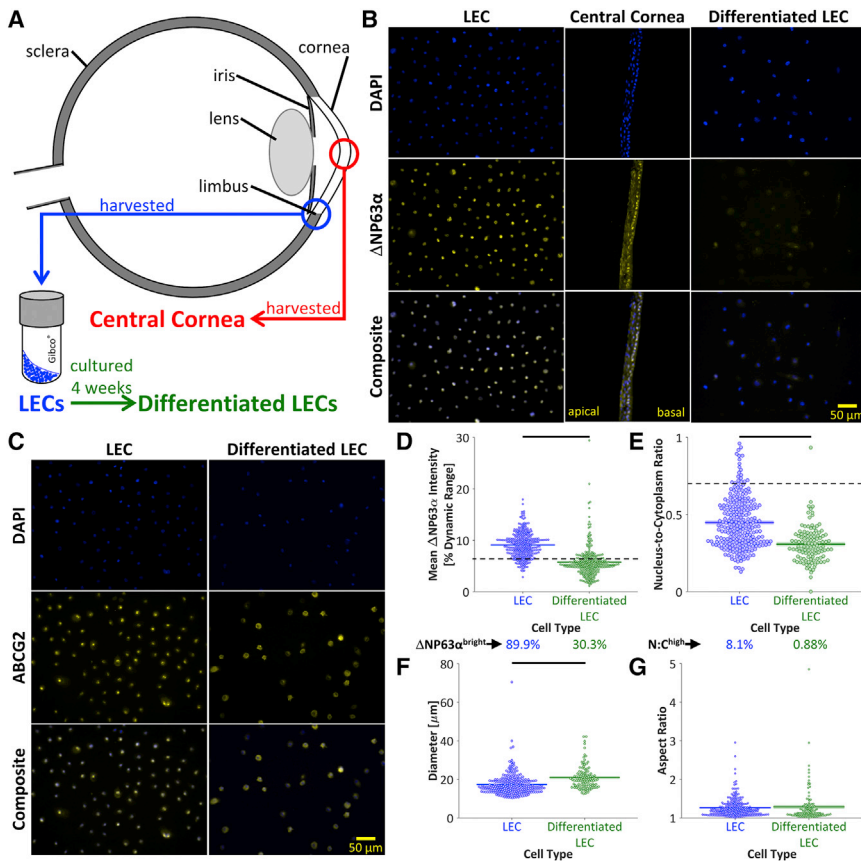 A
sclera
cornea
iris
lens
limbus
harvested
harvested
Central Cornea
Gibco®
cultured
4 weeks
LECs
Differentiated LECs
B
LEC
Central Cornea
Differentiated LEC
DAPI
ΔNP63α
Composite
apical
basal
50 μm
C
LEC
Differentiated LEC
DAPI
ABCG2
Composite
50 μm
D
Mean ΔNP63α Intensity
[% Dynamic Range]
30
20
10
0
LEC
Differentiated
LEC
Cell Type
ΔNP63α^bright
89.9%
30.3%
E
Nucleus-to-Cytoplasm Ratio
1
0.5
0
LEC
Differentiated
LEC
Cell Type
N:C^high
8.1%
0.88%
F
Diameter [μm]
80
60
40
20
0
LEC
Differentiated
LEC
Cell Type
G
Aspect Ratio
5
4
3
2
1
LEC
Differentiated
LEC
Cell Type